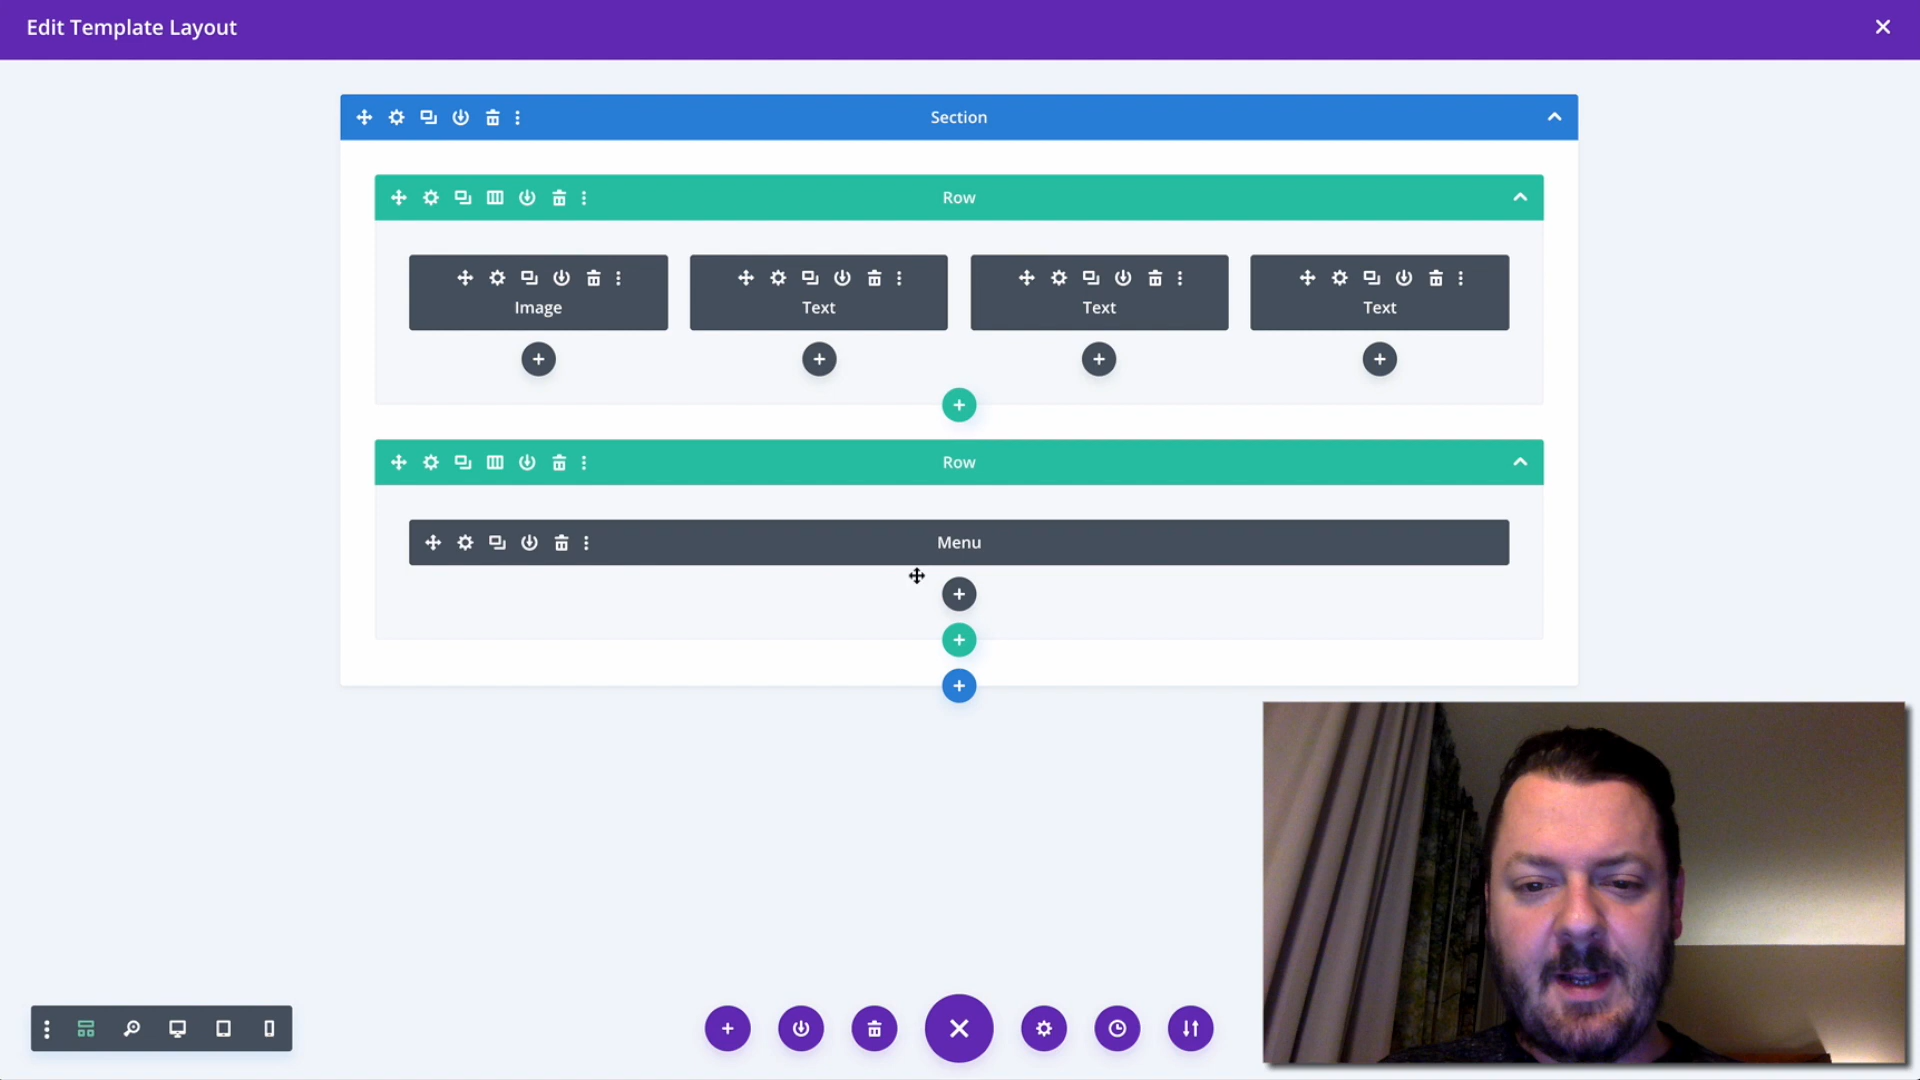 Edit Template Layout
Section
Row
Image
Text
Text
Text
Row
Menu